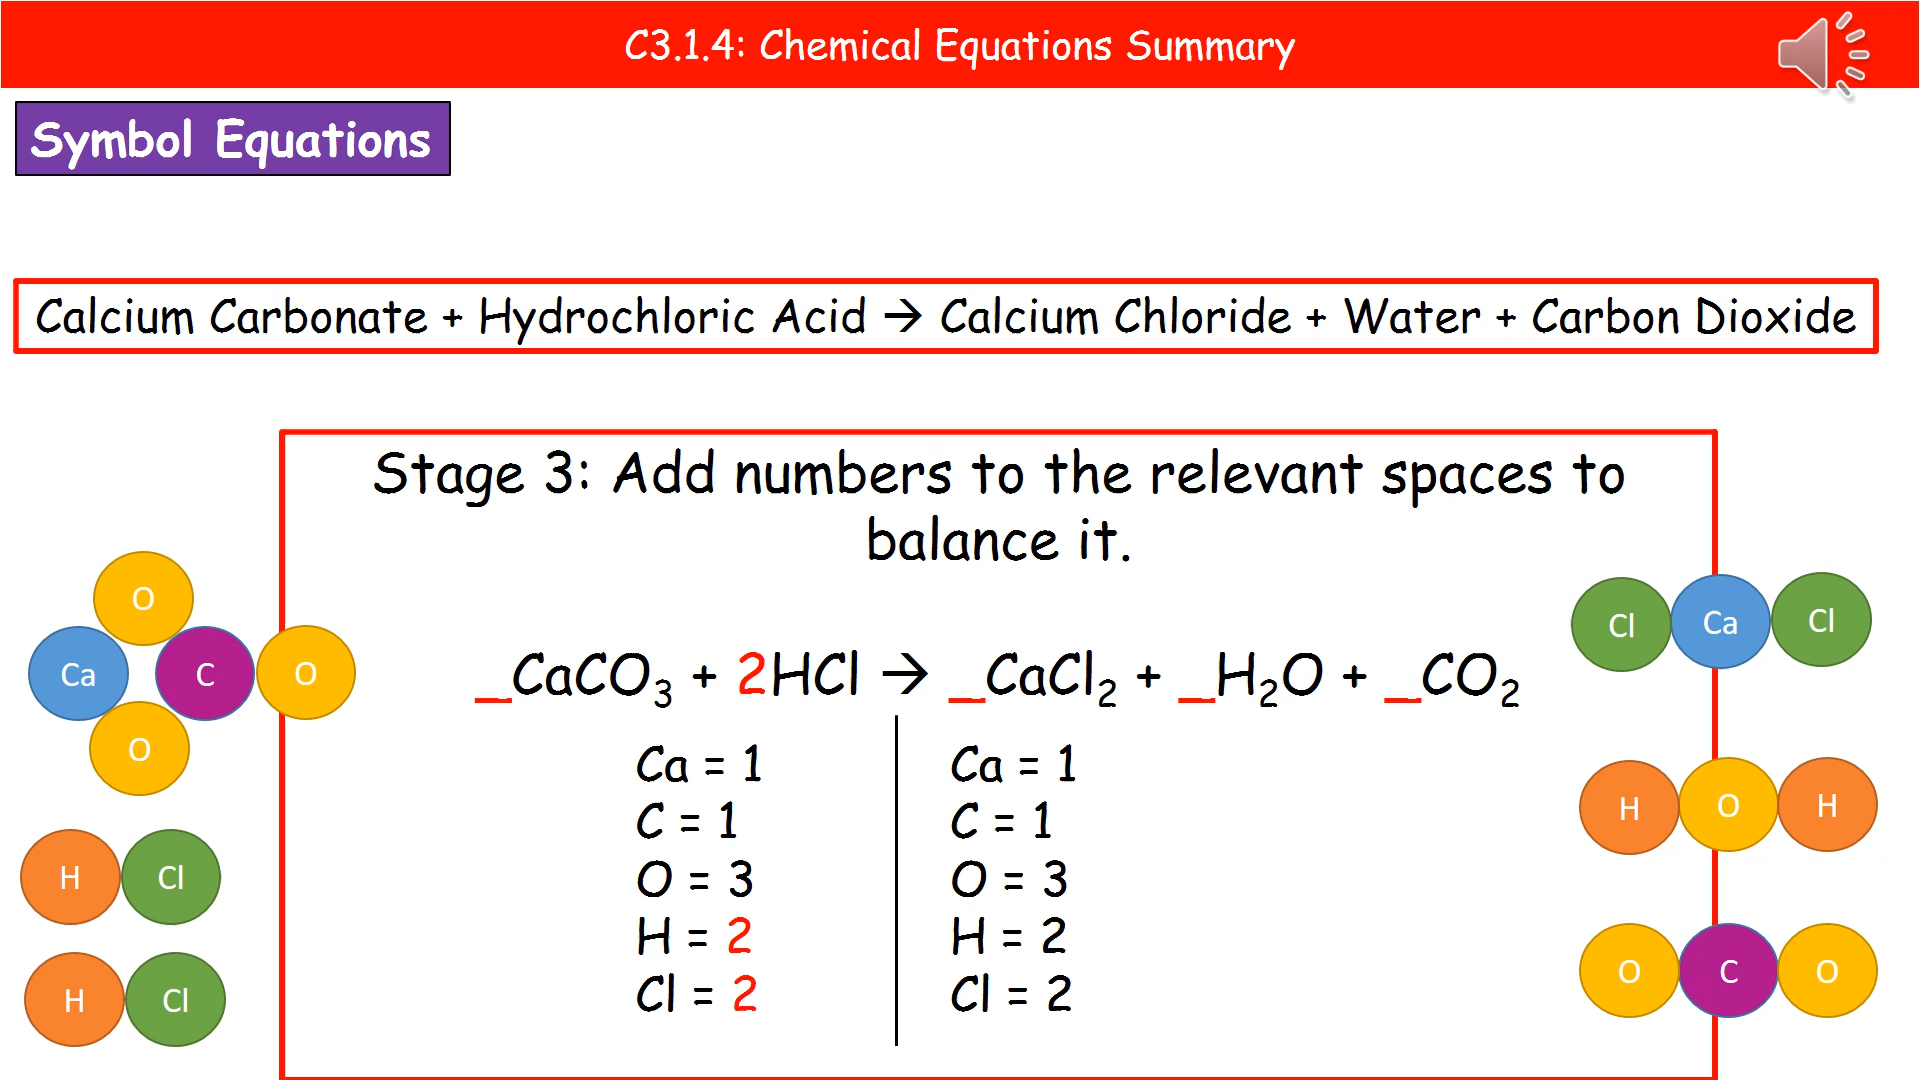 C3.1.4: Chemical Equations Summary
Symbol Equations
Calcium Carbonate + Hydrochloric Acid → Calcium Chloride + Water + Carbon Dioxide
Stage 3: Add numbers to the relevant spaces to
balance it.
_CaCO₃ + 2HCl → _CaCl₂ + _H₂O + _CO₂
Ca = 1
C = 1
O = 3
H = 2
Cl = 2
Ca = 1
C = 1
O = 3
H = 2
Cl = 2
O
Ca C O
O
H Cl
H Cl
Cl Ca Cl
H O H
O C O